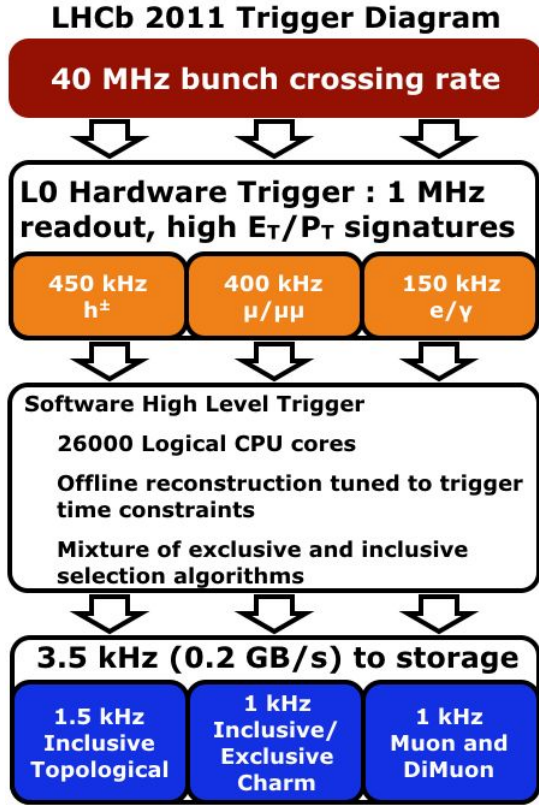 LHCb 2011 Trigger Diagram
40 MHz bunch crossing rate
L0 Hardware Trigger : 1 MHz
readout, high E_T/P_T signatures
450 kHz
h±
400 kHz
μ/μμ
150 kHz
e/γ
Software High Level Trigger
26000 Logical CPU cores
Offline reconstruction tuned to trigger
time constraints
Mixture of exclusive and inclusive
selection algorithms
3.5 kHz (0.2 GB/s) to storage
1.5 kHz
Inclusive
Topological
1 kHz
Inclusive/
Exclusive
Charm
1 kHz
Muon and
DiMuon